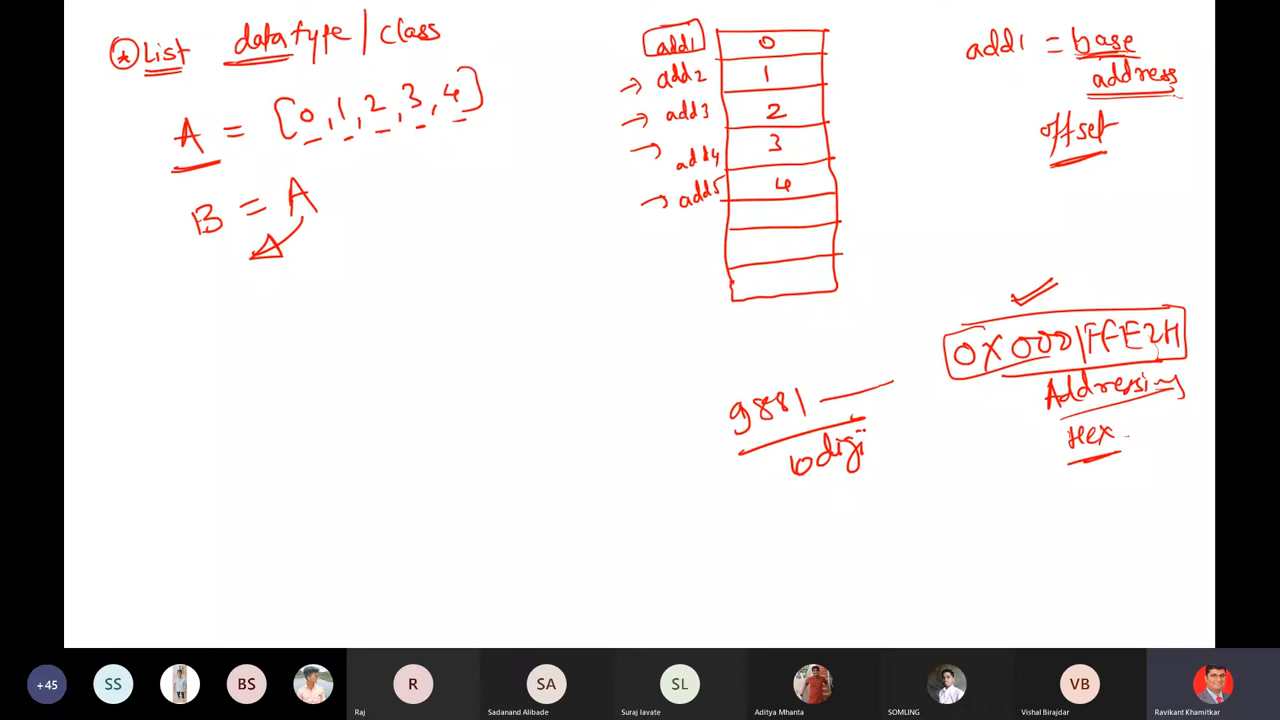 * List datatype / class
A = [0, 1, 2, 3, 4]
B = A
add1 0
add2 1
add3 2
add4 3
add5 4
add1 = base address
offset
0X0001FFE2H
Addressing
Hex
9881
10 digi
+45
SS
BS
R
Raj
SA
Sadanand Alibade
SL
Suraj Javate
Aditya Mhanta
SOMLING
VB
Vishal Birajdar
Ravikant Khamitkar